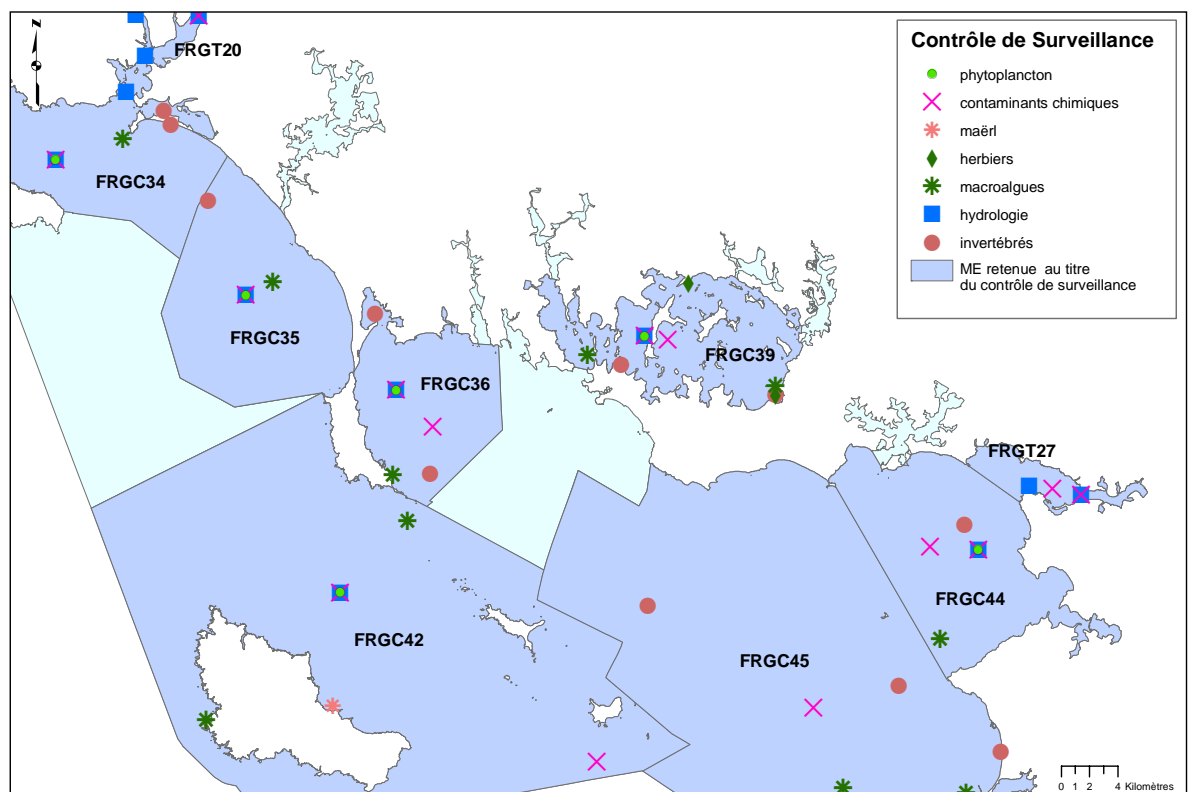 N
FRGT20
FRGC34
FRGC35
FRGC36
FRGC39
FRGT27
FRGC44
FRGC42
FRGC45
Contrôle de Surveillance
phytoplancton
contaminants chimiques
maërl
herbiers
macroalgues
hydrologie
invertébrés
ME retenue au titre
du contrôle de surveillance
0 1 2 4 Kilomètres